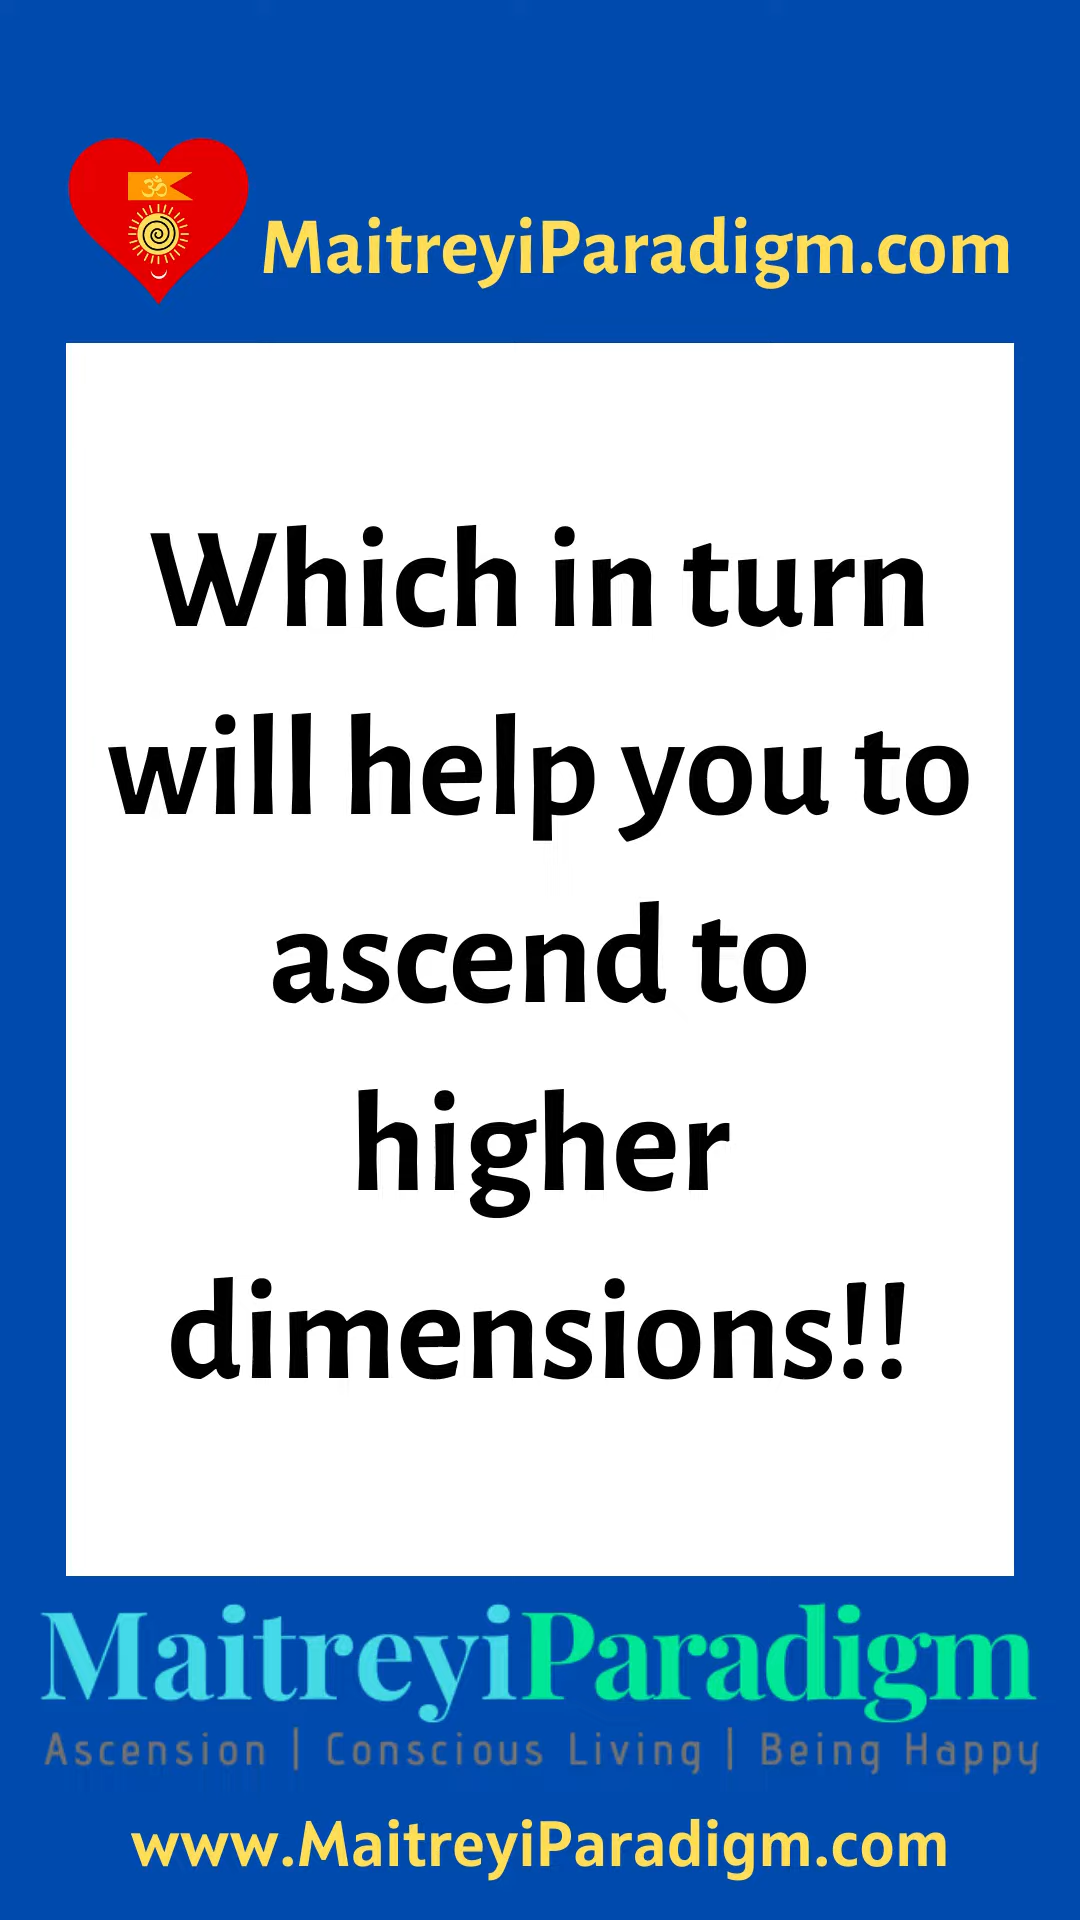 ॐ
MaitreyiParadigm.com
Which in turn
will help you to
ascend to
higher
dimensions!!
MaitreyiParadigm
Ascension | Conscious Living | Being Happy
www.MaitreyiParadigm.com